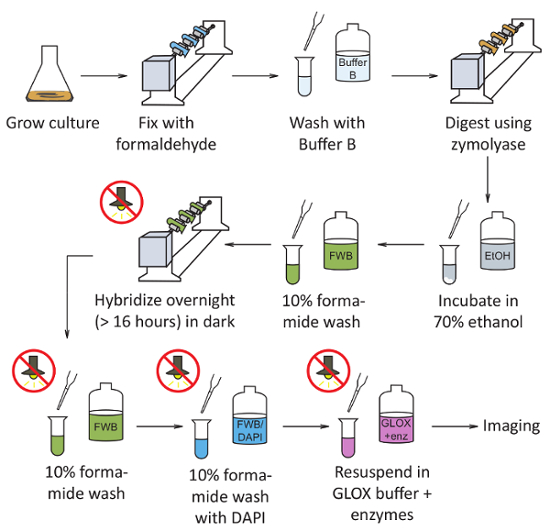 Buffer
B
Grow culture
Fix with
formaldehyde
Wash with
Buffer B
Digest using
zymolyase
EtOH
Incubate in
70% ethanol
FWB
10% forma-
mide wash
Hybridize overnight
(> 16 hours) in dark
FWB
10% forma-
mide wash
FWB/
DAPI
10% forma-
mide wash
with DAPI
GLOX
+enz
Resuspend in
GLOX buffer +
enzymes
Imaging